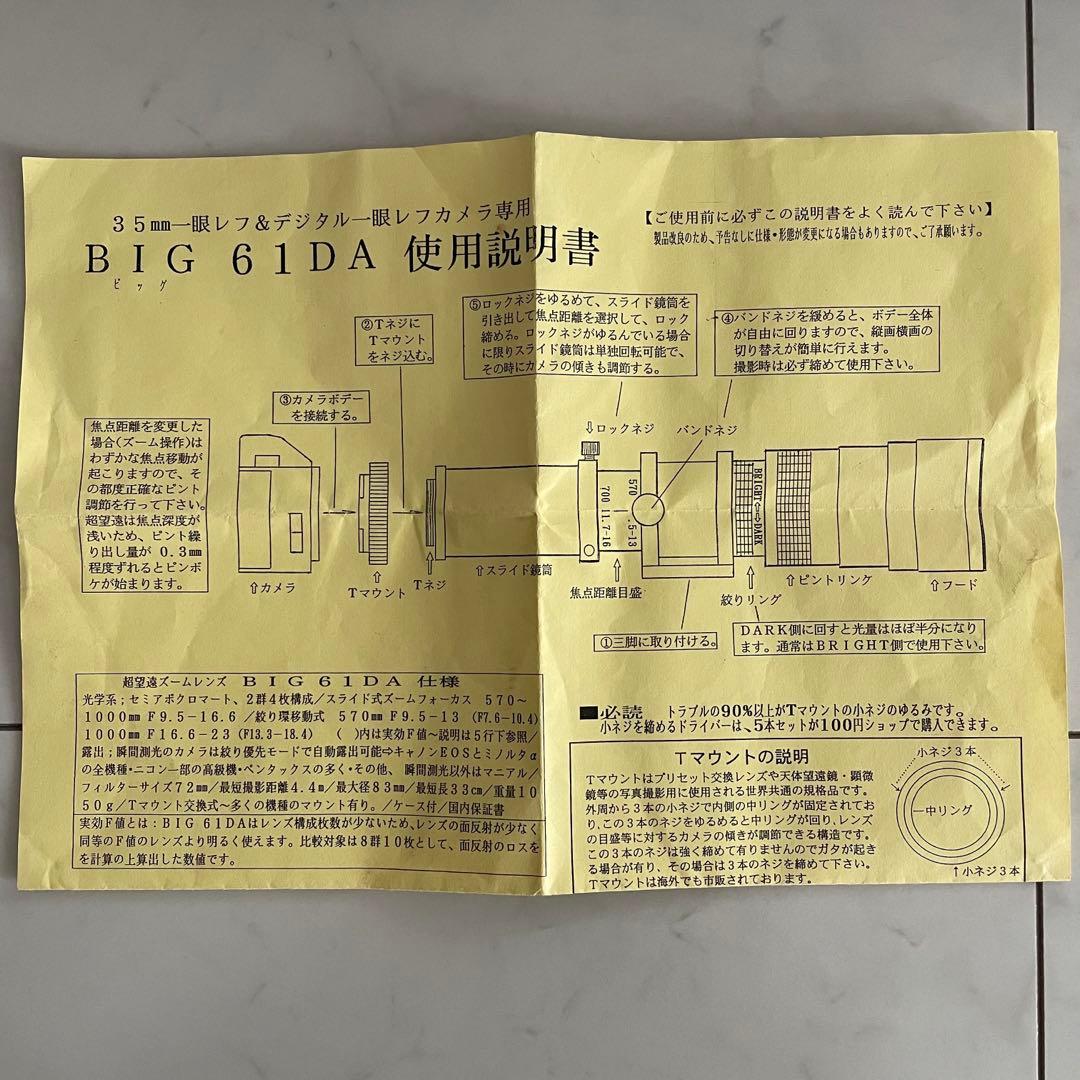 35mm一眼レフ&デジタル一眼レフカメラ専用
BIG 61DA 使用説明書
ビッグ
【ご使用前に必ずこの説明書をよく読んで下さい】
製品改良のため、予告なしに仕様・形態が変更になる場合もありますので、ご了承願います。
⑤ロックネジをゆるめて、スライド鏡筒を
引き出して焦点距離を選択して、ロック
締める。ロックネジがゆるんでいる場合
に限りスライド鏡筒は単独回転可能で、
その時にカメラの傾きも調節する。
④バンドネジを緩めると、ボデー全体
が自由に回りますので、縦画横画の
切り替えが簡単に行えます。
撮影時は必ず締めて使用下さい。
②Tネジに
Tマウント
をネジ込む。
③カメラボデー
を接続する。
焦点距離を変更した
場合(ズーム操作)は
わずかな焦点移動が
起こりますので、そ
の都度正確なピント
調節を行って下さい。
超望遠は焦点深度が
浅いため、ピント繰
り出し量が0.3mm
程度ずれるとピンボ
ケが始まります。
⇩ロックネジ
バンドネジ
570
.5-13
700 11.7-16
BRIGHT⇔DARK
⇧カメラ
⇧
Tマウント
⇧
Tネジ
⇧スライド鏡筒
⇧
焦点距離目盛
⇧
絞りリング
⇧ピントリング
⇧フード
①三脚に取り付ける。
DARK側に回すと光量はほぼ半分になり
ます。通常はBRIGHT側で使用下さい。
超望遠ズームレンズ BIG61DA 仕様
光学系;セミアポクロマート、2群4枚構成/スライド式ズームフォーカス 570~
1000mm F9.5-16.6 /絞り環移動式 570mm F9.5-13 (F7.6-10.4)
1000mm F16.6-23 (F13.3-18.4) ( )内は実効F値~説明は5行下参照/
露出;瞬間測光のカメラは絞り優先モードで自動露出可能⇨キャノンEOSとミノルタα
の全機種・ニコン一部の高級機・ペンタックスの多く・その他、瞬間測光以外はマニアル/
フィルターサイズ72mm/最短撮影距離4.4m/最大径83mm/最短長33cm/重量10
50g/Tマウント交換式~多くの機種のマウント有り。/ケース付/国内保証書
実効F値とは:BIG 61DAはレンズ構成枚数が少ないため、レンズの面反射が少なく
同等のF値のレンズより明るく使えます。比較対象は8群10枚として、面反射のロスを
を計算の上算出した数値です。
■必読 トラブルの90%以上がTマウントの小ネジのゆるみです。
小ネジを締めるドライバーは、5本セットが100円ショップで購入できます。
Tマウントの説明
Tマウントはプリセット交換レンズや天体望遠鏡・顕微
鏡等の写真撮影用に使用される世界共通の規格品です。
外周から3本の小ネジで内側の中リングが固定されてお
り、この3本のネジをゆるめると中リングが回り、レンズ
の目盛等に対するカメラの傾きが調節できる構造です。
この3本のネジは強く締めて有りませんのでガタが起き
る場合が有り、その場合は3本のネジを締めて下さい。
Tマウントは海外でも市販されております。
小ネジ3本
中リング
↑小ネジ3本